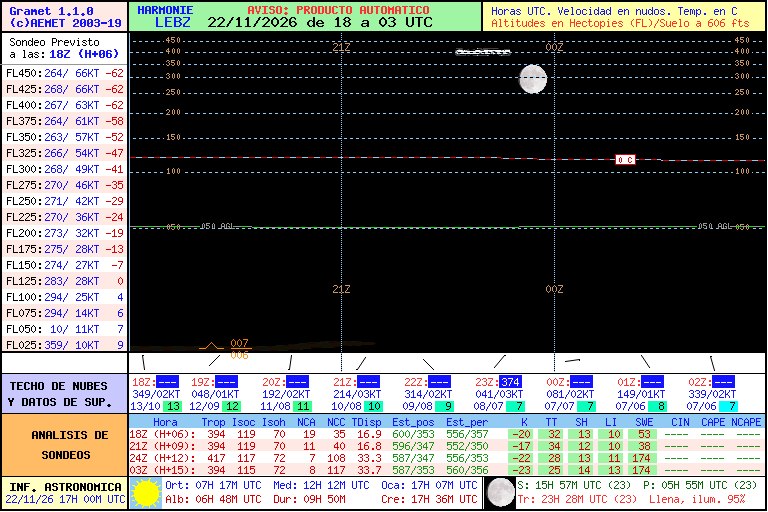 Gramet 1.1.0
(c)AEMET 2003-19
HARMONIE
LEBZ
AVISO: PRODUCTO AUTOMATICO
22/11/2026 de 18 a 03 UTC
Horas UTC. Velocidad en nudos. Temp. en C
Altitudes en Hectopies (FL)/Suelo a 606 fts
Sondeo Previsto
a las: 18Z (H+06)
FL450: 264/ 66KT -62
FL425: 268/ 66KT -62
FL400: 267/ 63KT -62
FL375: 264/ 61KT -58
FL350: 263/ 57KT -52
FL325: 266/ 54KT -47
FL300: 268/ 49KT -41
FL275: 270/ 46KT -35
FL250: 271/ 42KT -29
FL225: 270/ 36KT -24
FL200: 273/ 32KT -19
FL175: 275/ 28KT -13
FL150: 274/ 27KT -7
FL125: 283/ 28KT 0
FL100: 294/ 25KT 4
FL075: 294/ 14KT 6
FL050: 10/ 11KT 7
FL025: 359/ 10KT 9
21Z 00Z
450 450
400 400
350 350
300 300
250 250
200 200
150 150
0 C
100 100
050 050 AGL 050 AGL 050
21Z 00Z
007
006
TECHO DE NUBES
Y DATOS DE SUP.
18Z:--- 19Z:--- 20Z:--- 21Z:--- 22Z:--- 23Z:374 00Z:--- 01Z:--- 02Z:---
349/02KT 048/01KT 192/02KT 214/03KT 314/02KT 041/03KT 081/02KT 149/01KT 339/02KT
13/10 13 12/09 12 11/08 11 10/08 10 09/08 9 08/07 7 07/07 7 07/06 8 07/06 7
ANALISIS DE
SONDEOS
Hora Trop Isoc Isoh NCA NCC TDisp Est_pos Est_per K TT SH LI SWE CIN CAPE NCAPE
18Z (H+06): 394 119 70 19 35 16.9 600/353 556/357 -20 32 13 10 53 ---- ---- ----
21Z (H+09): 394 119 70 11 40 16.8 596/347 552/350 -17 34 12 10 38 ---- ---- ----
24Z (H+12): 417 117 72 7 108 33.3 587/347 556/353 -22 28 13 11 174 ---- ---- ----
03Z (H+15): 394 115 72 8 117 33.7 587/353 560/356 -23 25 14 13 174 ---- ---- ----
INF. ASTRONOMICA
22/11/26 17H 00M UTC
Ort: 07H 17M UTC Med: 12H 12M UTC Oca: 17H 07M UTC
Alb: 06H 48M UTC Dur: 09H 50M Cre: 17H 36M UTC
S: 15H 57M UTC (23) P: 05H 55M UTC (23)
Tr: 23H 28M UTC (23) Llena, ilum. 95%